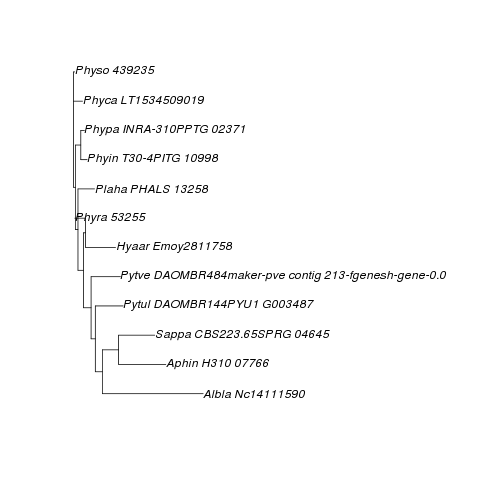 Physo 439235
Phyca LT1534509019
Phypa INRA-310PPTG 02371
Phyin T30-4PITG 10998
Plaha PHALS 13258
Phyra 53255
Hyaar Emoy2811758
Pytve DAOMBR484maker-pve contig 213-fgenesh-gene-0.0
Pytul DAOMBR144PYU1 G003487
Sappa CBS223.65SPRG 04645
Aphin H310 07766
Albla Nc14111590